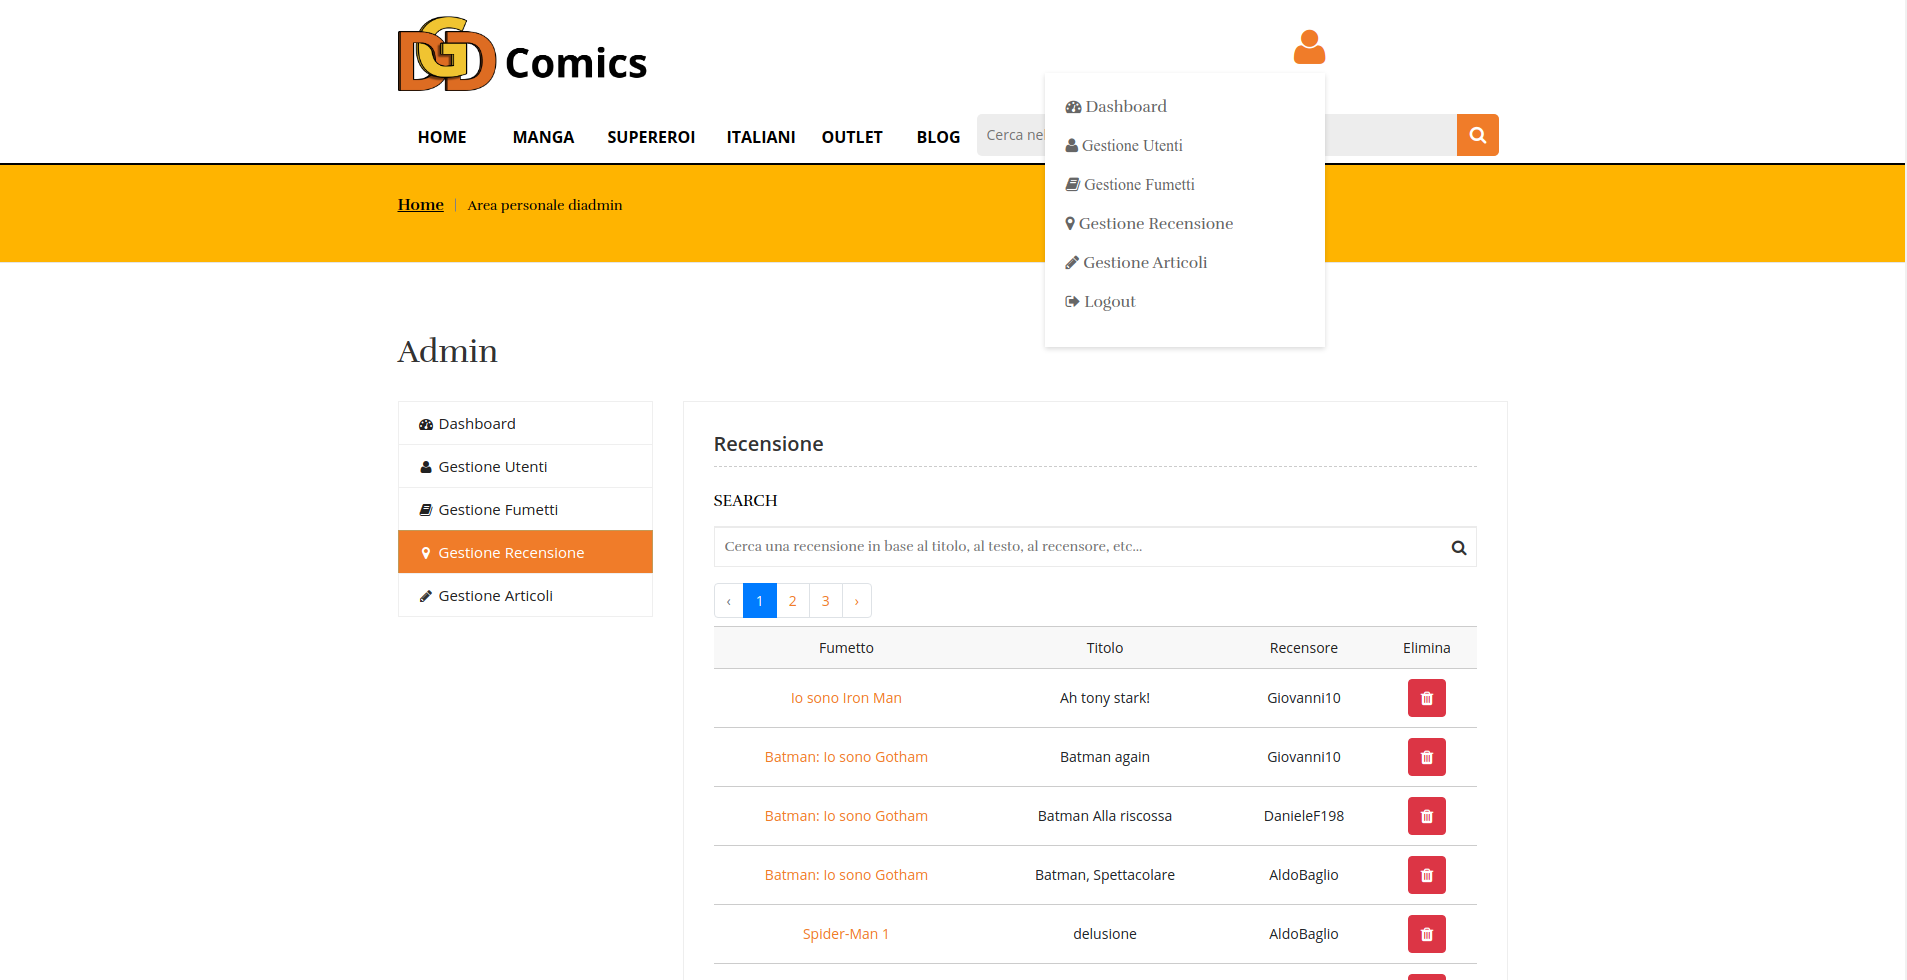 DGD Comics
HOME MANGA SUPEREROI ITALIANI OUTLET BLOG Cerca ne
Dashboard
Gestione Utenti
Gestione Fumetti
Gestione Recensione
Gestione Articoli
Logout
Home | Area personale diadmin
Admin
Dashboard
Gestione Utenti
Gestione Fumetti
Gestione Recensione
Gestione Articoli
Recensione
SEARCH
Cerca una recensione in base al titolo, al testo, al recensore, etc...
‹ 1 2 3 ›
Fumetto Titolo Recensore Elimina
Io sono Iron Man Ah tony stark! Giovanni10
Batman: Io sono Gotham Batman again Giovanni10
Batman: Io sono Gotham Batman Alla riscossa DanieleF198
Batman: Io sono Gotham Batman, Spettacolare AldoBaglio
Spider-Man 1 delusione AldoBaglio